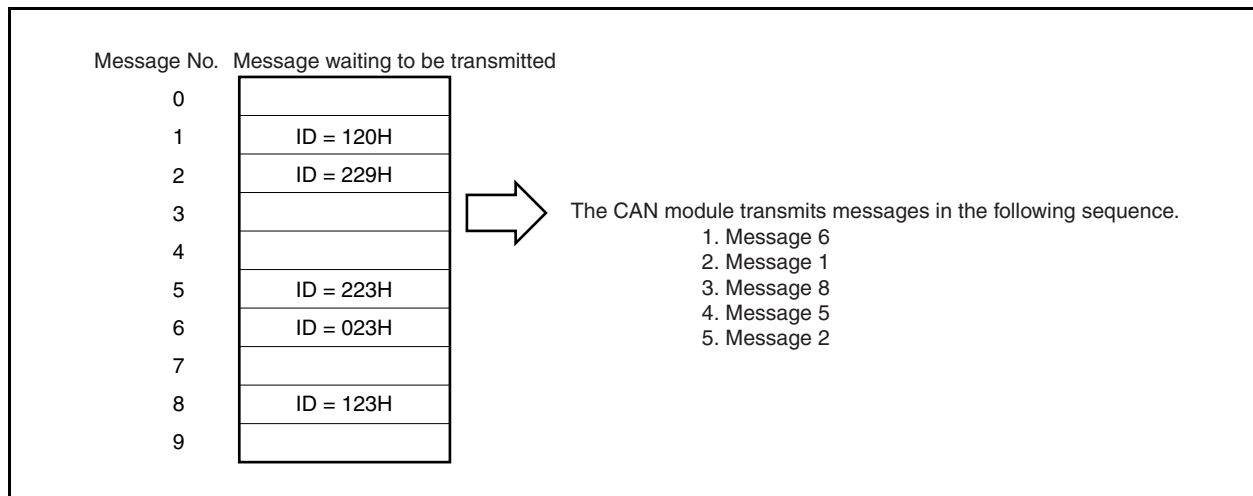 Message No. Message waiting to be transmitted
0
1 ID = 120H
2 ID = 229H
3
4
5 ID = 223H
6 ID = 023H
7
8 ID = 123H
9
The CAN module transmits messages in the following sequence.
1. Message 6
2. Message 1
3. Message 8
4. Message 5
5. Message 2